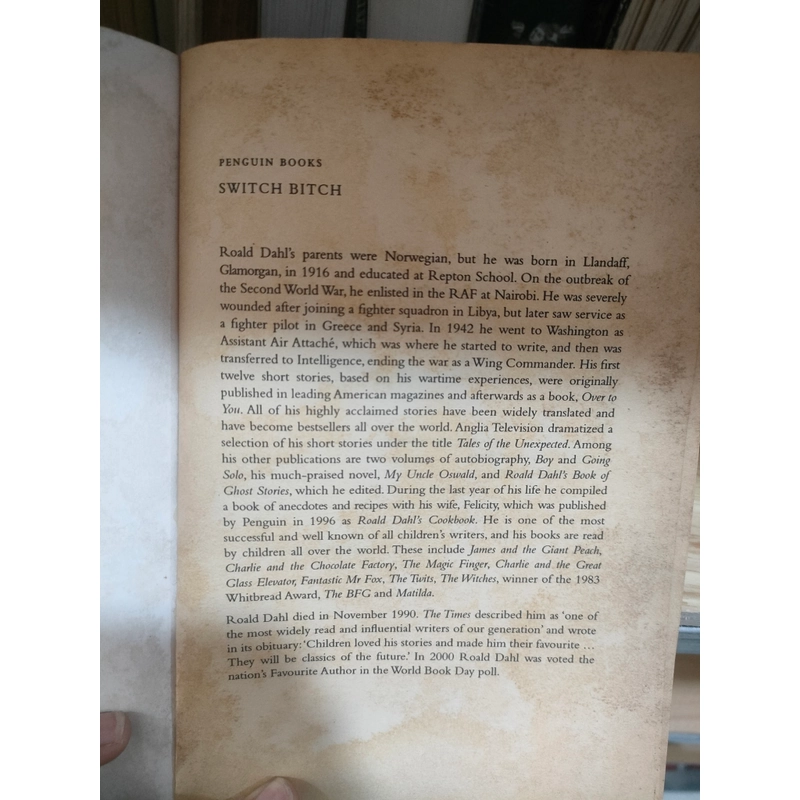 PENGUIN BOOKS
SWITCH BITCH
Roald Dahl's parents were Norwegian, but he was born in Llandaff,
Glamorgan, in 1916 and educated at Repton School. On the outbreak of
the Second World War, he enlisted in the RAF at Nairobi. He was severely
wounded after joining a fighter squadron in Libya, but later saw service as
a fighter pilot in Greece and Syria. In 1942 he went to Washington as
Assistant Air Attaché, which was where he started to write, and then was
transferred to Intelligence, ending the war as a Wing Commander. His first
twelve short stories, based on his wartime experiences, were originally
published in leading American magazines and afterwards as a book, Over to
You. All of his highly acclaimed stories have been widely translated and
have become bestsellers all over the world. Anglia Television dramatized a
selection of his short stories under the title Tales of the Unexpected. Among
his other publications are two volumes of autobiography, Boy and Going
Solo, his much-praised novel, My Uncle Oswald, and Roald Dahl's Book of
Ghost Stories, which he edited. During the last year of his life he compiled
a book of anecdotes and recipes with his wife, Felicity, which was published
by Penguin in 1996 as Roald Dahl's Cookbook. He is one of the most
successful and well known of all children's writers, and his books are read
by children all over the world. These include James and the Giant Peach,
Charlie and the Chocolate Factory, The Magic Finger, Charlie and the Great
Glass Elevator, Fantastic Mr Fox, The Twits, The Witches, winner of the 1983
Whitbread Award, The BFG and Matilda.
Roald Dahl died in November 1990. The Times described him as 'one of
the most widely read and influential writers of our generation' and wrote
in its obituary: 'Children loved his stories and made him their favourite ...
They will be classics of the future.' In 2000 Roald Dahl was voted the
nation's Favourite Author in the World Book Day poll.